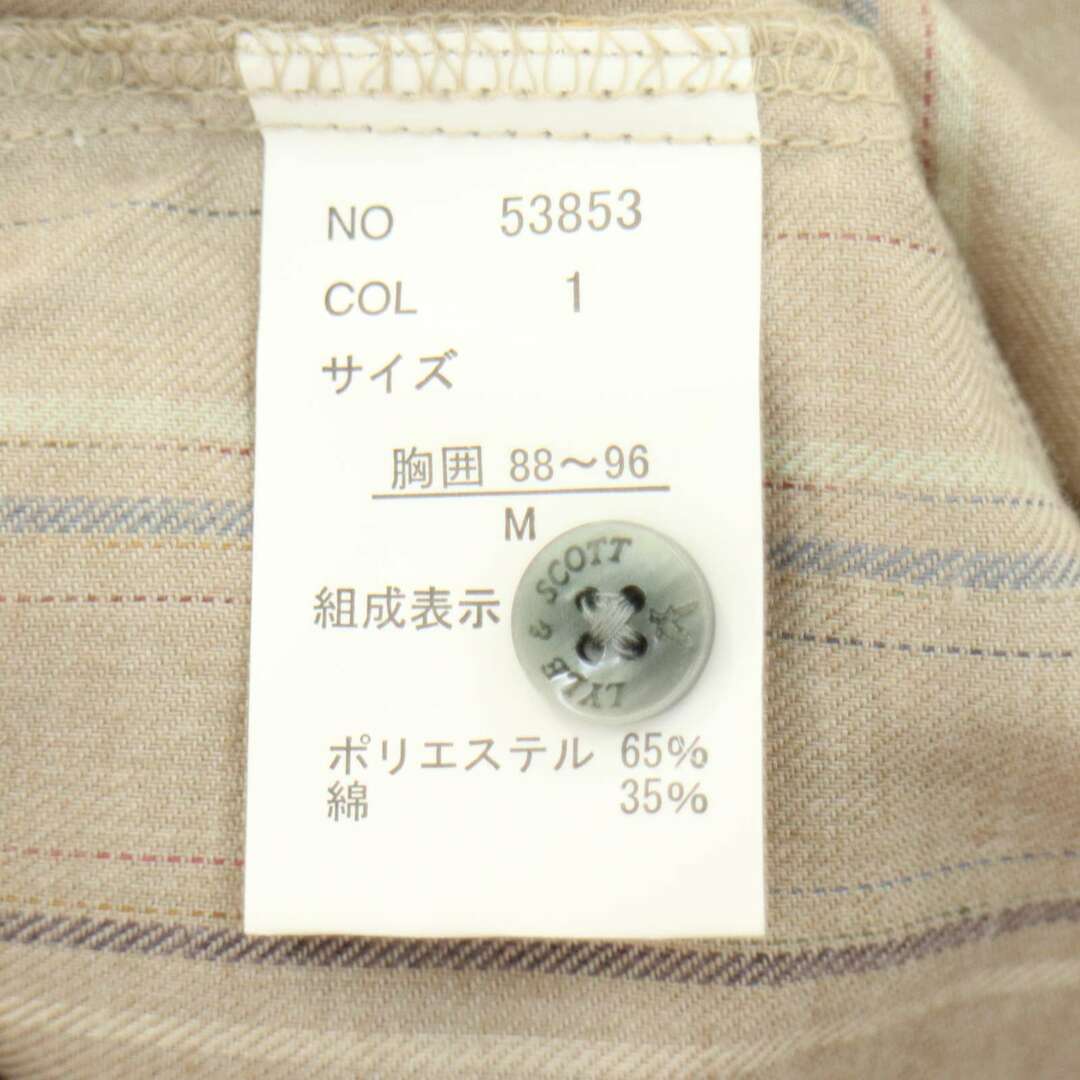 NO 53853
COL 1
サイズ
胸囲 88～96
M
組成表示
LYLE & SCOTT
ポリエステル 65%
綿 35%